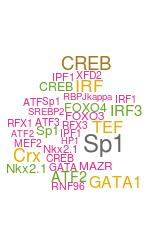 CREB
IPF1 XFD2
CREB IRF
RBPJkappa
ATFSp1 IRF1
FOXO4 IRF3
SREBP2 FOXO3
RFX1 ATF3 RFX3 TEF
ATF2 Sp1 IPF1
MEF2 HP1 Sp1
Nkx2.1
Crx CREB
Nkx2.1 GATA MAZR
ATF2 GATA1
RNF96